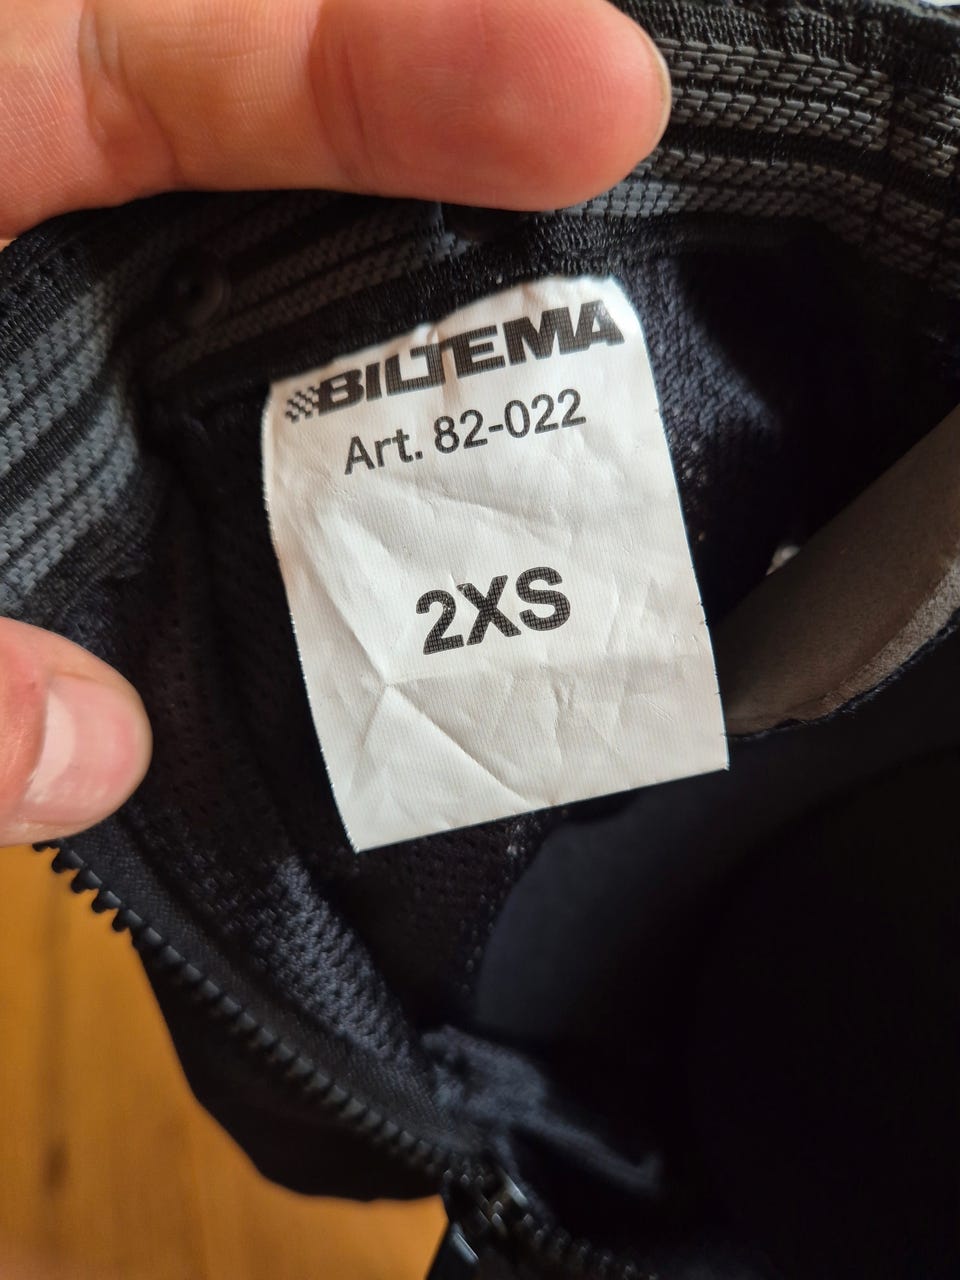 BILTEMA
Art. 82-022
2XS